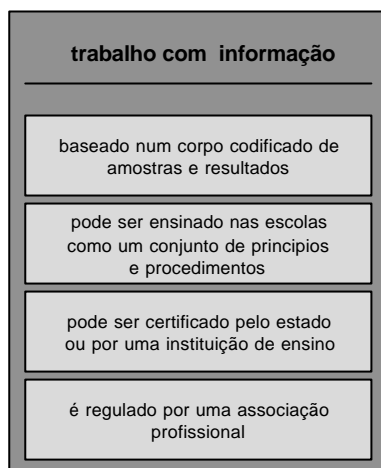 trabalho com informação
baseado num corpo codificado de
amostras e resultados
pode ser ensinado nas escolas
como um conjunto de principios
e procedimentos
pode ser certificado pelo estado
ou por uma instituição de ensino
é regulado por uma associação
profissional